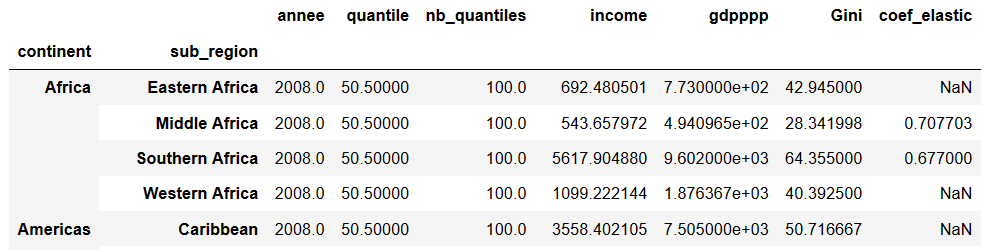 annee quantile nb_quantiles income gdpppp Gini coef_elastic
continent sub_region
Africa Eastern Africa 2008.0 50.50000 100.0 692.480501 7.730000e+02 42.945000 NaN
Middle Africa 2008.0 50.50000 100.0 543.657972 4.940965e+02 28.341998 0.707703
Southern Africa 2008.0 50.50000 100.0 5617.904880 9.602000e+03 64.355000 0.677000
Western Africa 2008.0 50.50000 100.0 1099.222144 1.876367e+03 40.392500 NaN
Americas Caribbean 2008.0 50.50000 100.0 3558.402105 7.505000e+03 50.716667 NaN